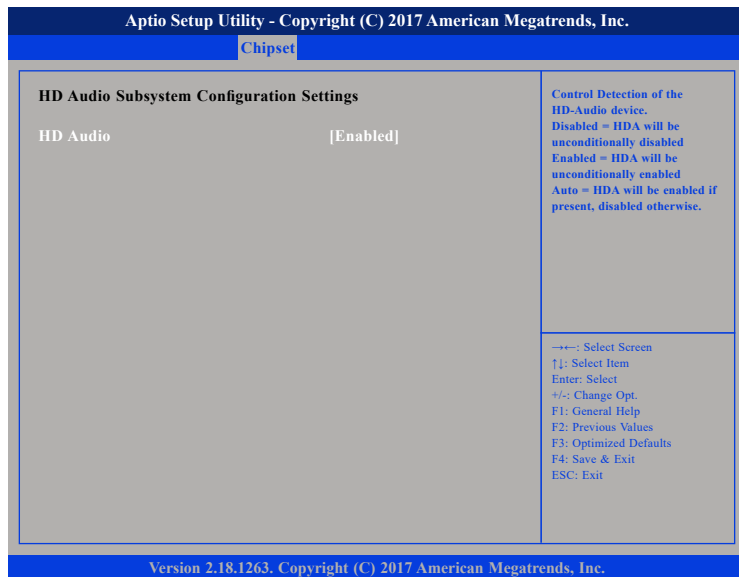 Aptio Setup Utility - Copyright (C) 2017 American Megatrends, Inc.
Chipset
HD Audio Subsystem Configuration Settings
HD Audio [Enabled]
Control Detection of the
HD-Audio device.
Disabled = HDA will be
unconditionally disabled
Enabled = HDA will be
unconditionally enabled
Auto = HDA will be enabled if
present, disabled otherwise.
→←: Select Screen
↑↓: Select Item
Enter: Select
+/-: Change Opt.
F1: General Help
F2: Previous Values
F3: Optimized Defaults
F4: Save & Exit
ESC: Exit
Version 2.18.1263. Copyright (C) 2017 American Megatrends, Inc.